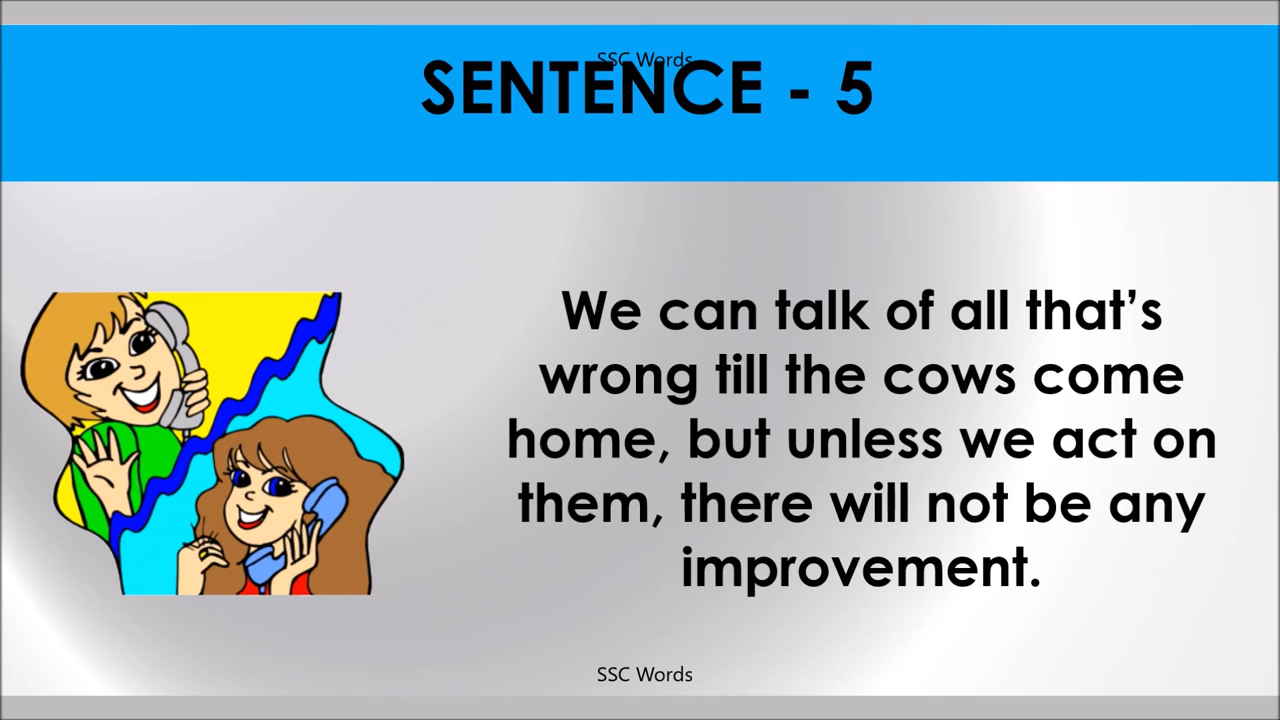 SSC Words
SENTENCE - 5
We can talk of all that’s
wrong till the cows come
home, but unless we act on
them, there will not be any
improvement.
SSC Words